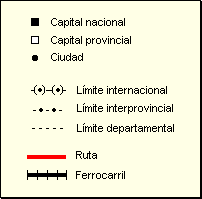 Capital nacional
Capital provincial
Ciudad
Límite internacional
Límite interprovincial
Límite departamental
Ruta
Ferrocarril